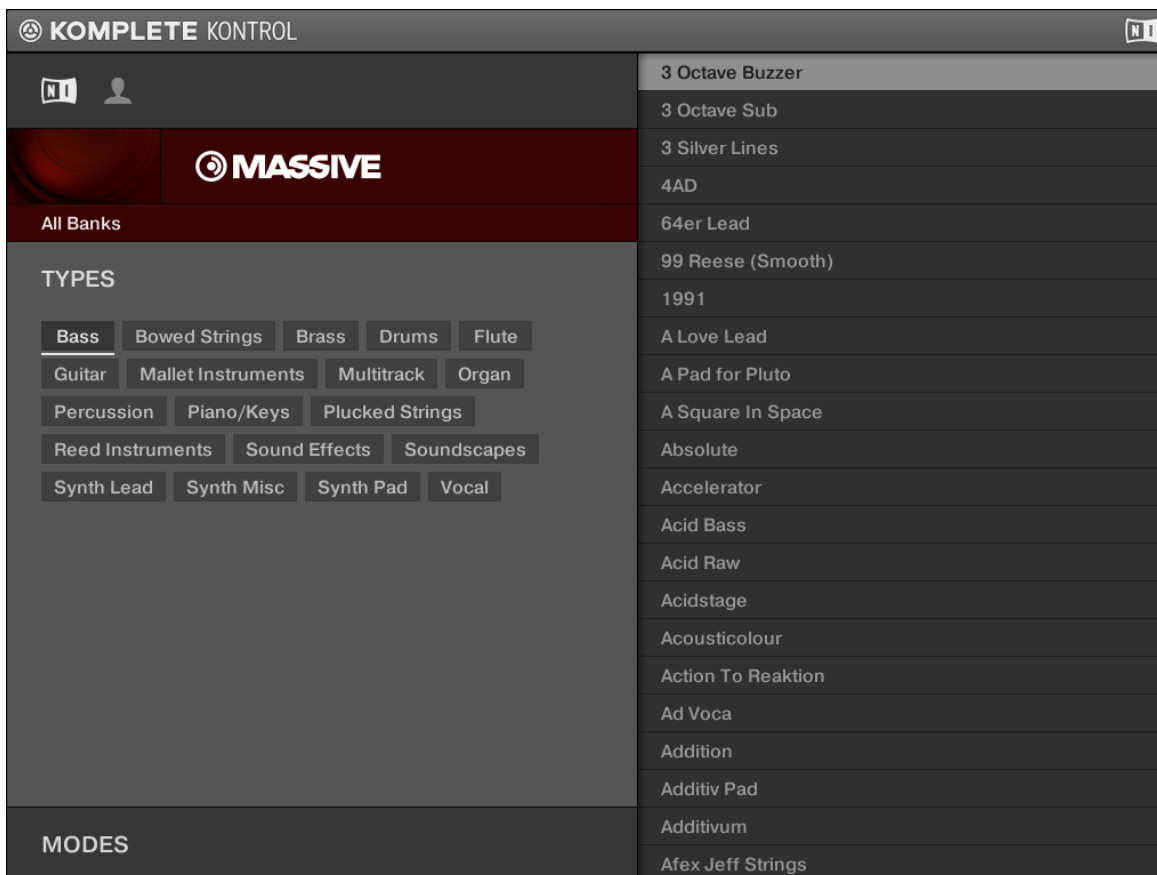 KOMPLETE KONTROL
NI
NI
MASSIVE
All Banks
TYPES
Bass Bowed Strings Brass Drums Flute
Guitar Mallet Instruments Multitrack Organ
Percussion Piano/Keys Plucked Strings
Reed Instruments Sound Effects Soundscapes
Synth Lead Synth Misc Synth Pad Vocal
MODES
3 Octave Buzzer
3 Octave Sub
3 Silver Lines
4AD
64er Lead
99 Reese (Smooth)
1991
A Love Lead
A Pad for Pluto
A Square In Space
Absolute
Accelerator
Acid Bass
Acid Raw
Acidstage
Acousticolour
Action To Reaktion
Ad Voca
Addition
Additiv Pad
Additivum
Afex Jeff Strings